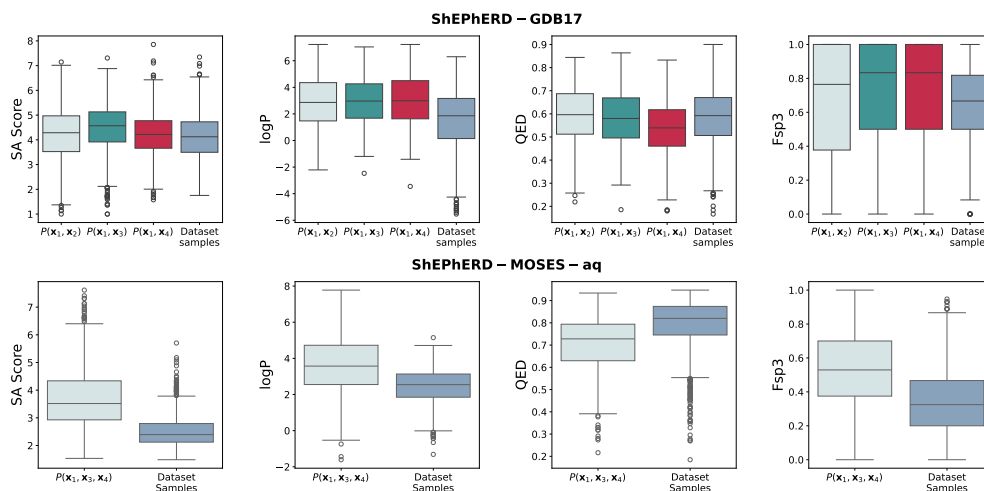 ShEPhERD − GDB17
SA Score
8
7
6
5
4
3
2
1
P(x₁, x₂) P(x₁, x₃) P(x₁, x₄) Dataset
samples
logP
6
4
2
0
−2
−4
−6
P(x₁, x₂) P(x₁, x₃) P(x₁, x₄) Dataset
samples
QED
0.9
0.8
0.7
0.6
0.5
0.4
0.3
0.2
P(x₁, x₂) P(x₁, x₃) P(x₁, x₄) Dataset
samples
Fsp3
1.0
0.8
0.6
0.4
0.2
0.0
P(x₁, x₂) P(x₁, x₃) P(x₁, x₄) Dataset
samples
ShEPhERD − MOSES − aq
SA Score
7
6
5
4
3
2
P(x₁, x₃, x₄) Dataset
Samples
logP
8
6
4
2
0
−2
P(x₁, x₃, x₄) Dataset
Samples
QED
0.9
0.8
0.7
0.6
0.5
0.4
0.3
0.2
P(x₁, x₃, x₄) Dataset
Samples
Fsp3
1.0
0.8
0.6
0.4
0.2
0.0
P(x₁, x₃, x₄) Dataset
Samples